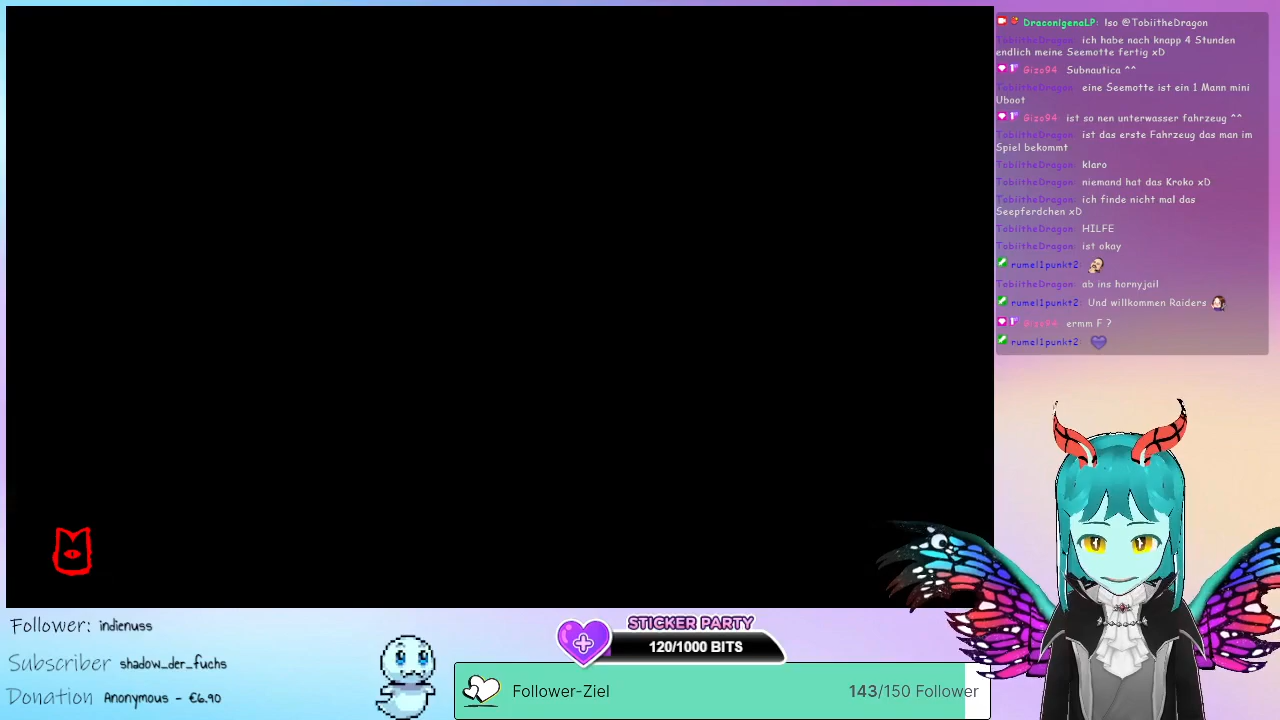 DraconigenaLP: !so @TobiitheDragon
TobiitheDragon: ich habe nach knapp 4 Stunden
endlich meine Seemotte fertig xD
Gizo94: Subnautica ^^
TobiitheDragon: eine Seemotte ist ein 1 Mann mini
Uboot
Gizo94: ist so nen unterwasser fahrzeug ^^
TobiitheDragon: ist das erste Fahrzeug das man im
Spiel bekommt
TobiitheDragon: klaro
TobiitheDragon: niemand hat das Kroko xD
TobiitheDragon: ich finde nicht mal das
Seepferdchen xD
TobiitheDragon: HILFE
TobiitheDragon: ist okay
rumel1punkt2:
TobiitheDragon: ab ins hornyjail
rumel1punkt2: Und willkommen Raiders
Gizo94: ermm F ?
rumel1punkt2:
Follower: indienuss
Subscriber shadow_der_fuchs
Donation Anonymous - €6.90
STICKER PARTY
120/1000 BITS
Follower-Ziel
143/150 Follower